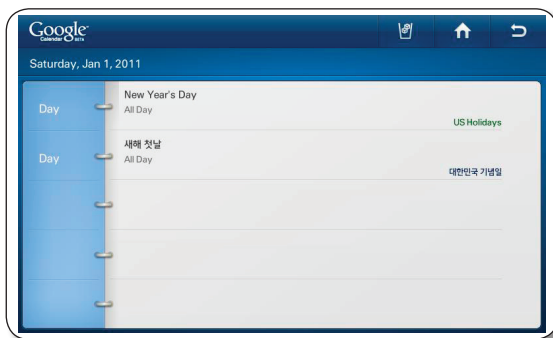 Google
Calendar BETA
Saturday, Jan 1, 2011
Day
New Year's Day
All Day
US Holidays
Day
새해 첫날
All Day
대한민국 기념일